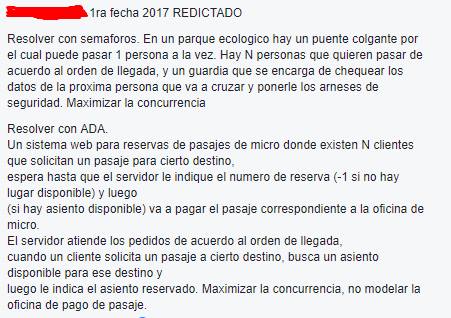 1ra fecha 2017 REDICTADO
Resolver con semaforos. En un parque ecologico hay un puente colgante por
el cual puede pasar 1 persona a la vez. Hay N personas que quieren pasar de
acuerdo al orden de llegada, y un guardia que se encarga de chequear los
datos de la proxima persona que va a cruzar y ponerle los arneses de
seguridad. Maximizar la concurrencia
Resolver con ADA.
Un sistema web para reservas de pasajes de micro donde existen N clientes
que solicitan un pasaje para cierto destino,
espera hasta que el servidor le indique el numero de reserva (-1 si no hay
lugar disponible) y luego
(si hay asiento disponible) va a pagar el pasaje correspondiente a la oficina de
micro.
El servidor atiende los pedidos de acuerdo al orden de llegada,
cuando un cliente solicita un pasaje a cierto destino, busca un asiento
disponible para ese destino y
luego le indica el asiento reservado. Maximizar la concurrencia, no modelar la
oficina de pago de pasaje.